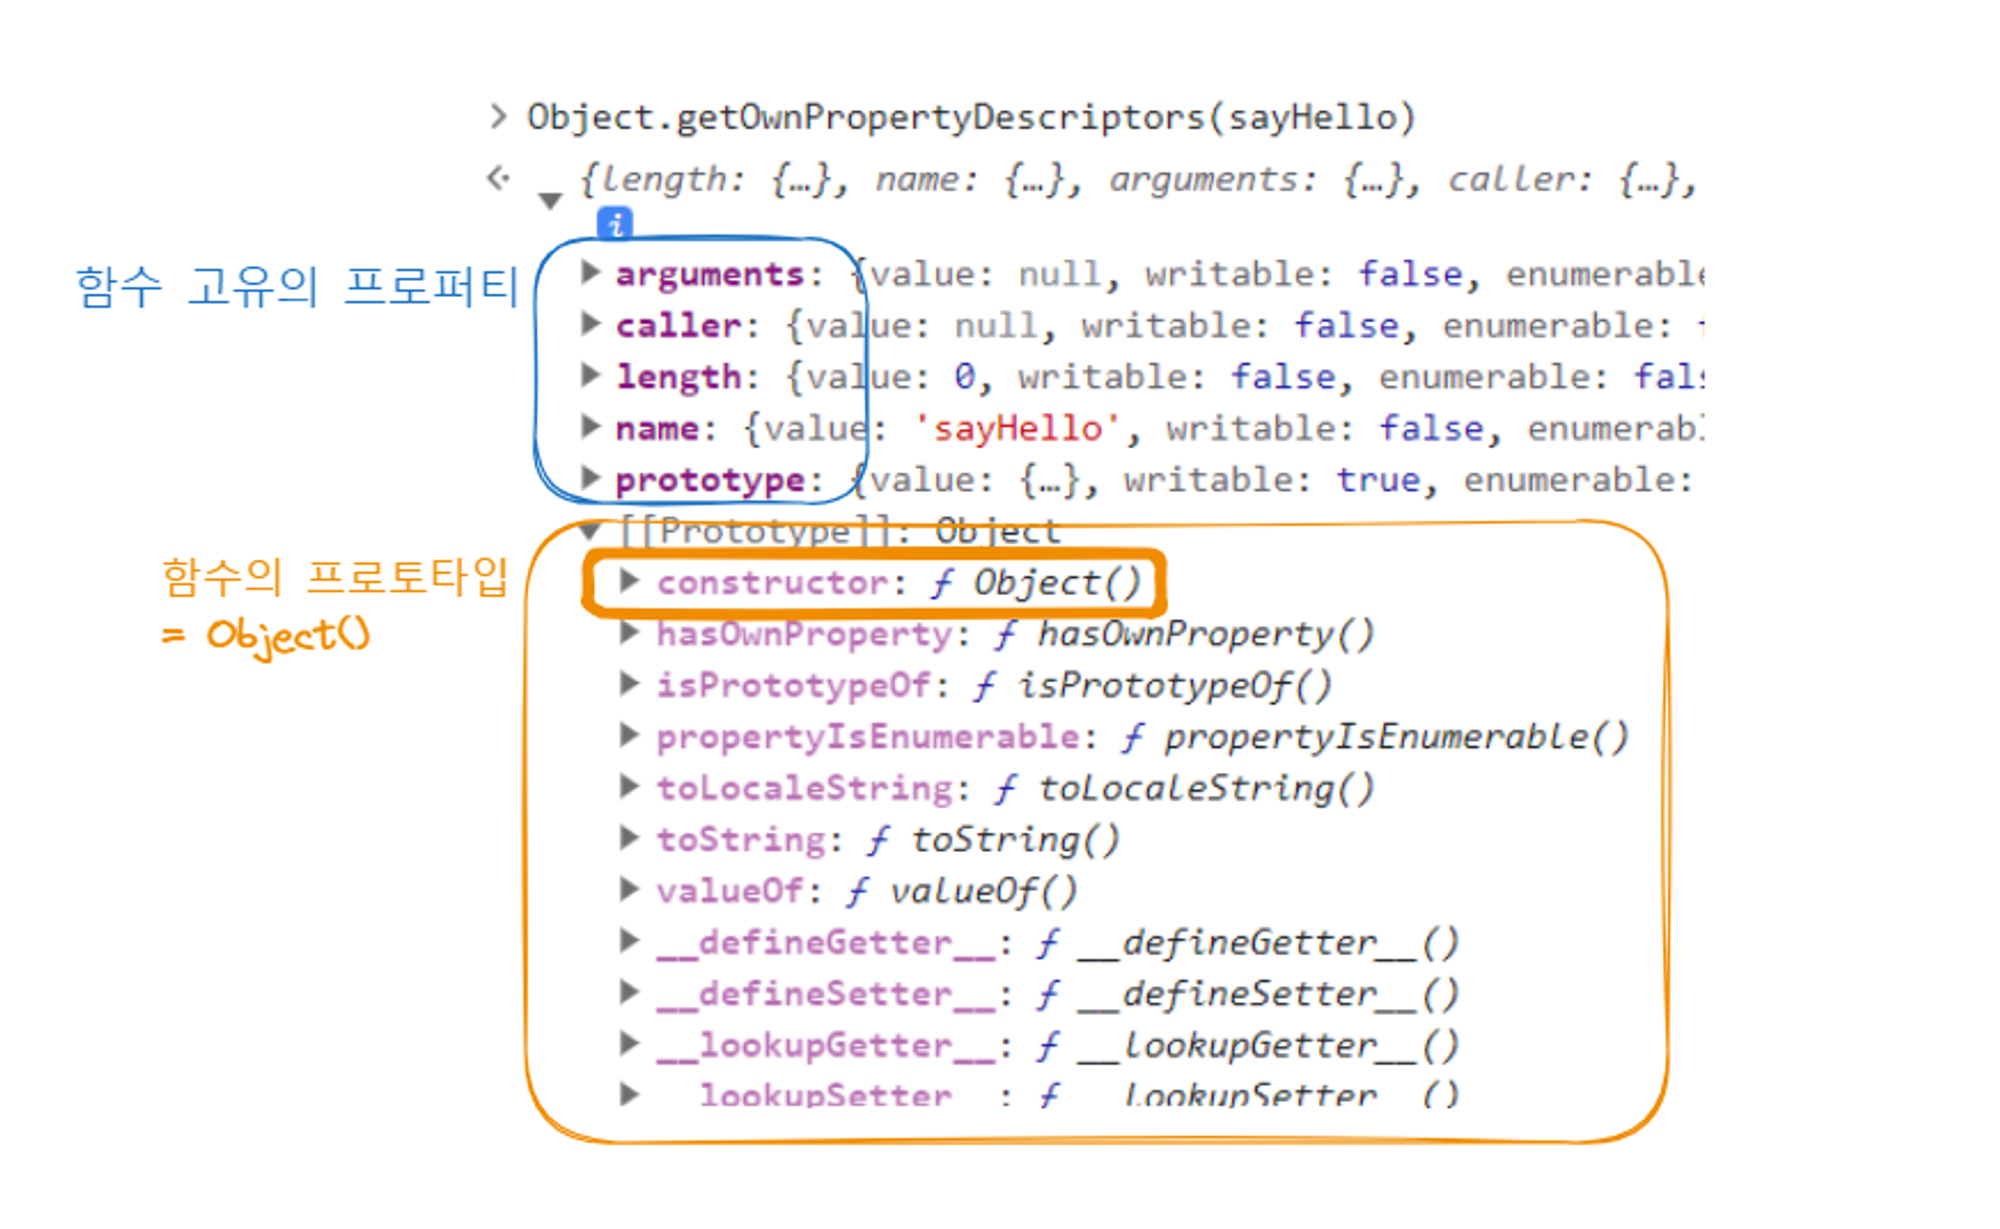 > Object.getOwnPropertyDescriptors(sayHello)
{length: {…}, name: {…}, arguments: {…}, caller: {…},
i
함수 고유의 프로퍼티
▶ arguments: {value: null, writable: false, enumerable
▶ caller: {value: null, writable: false, enumerable:
▶ length: {value: 0, writable: false, enumerable: fals
▶ name: {value: 'sayHello', writable: false, enumerab
▶ prototype: {value: {…}, writable: true, enumerable:
▼ [[Prototype]]: Object
함수의 프로토타입
= Object()
▶ constructor: ƒ Object()
▶ hasOwnProperty: ƒ hasOwnProperty()
▶ isPrototypeOf: ƒ isPrototypeOf()
▶ propertyIsEnumerable: ƒ propertyIsEnumerable()
▶ toLocaleString: ƒ toLocaleString()
▶ toString: ƒ toString()
▶ valueOf: ƒ valueOf()
▶ __defineGetter__: ƒ __defineGetter__()
▶ __defineSetter__: ƒ __defineSetter__()
▶ __lookupGetter__: ƒ __lookupGetter__()
▶ __lookupSetter__: ƒ __lookupSetter__()